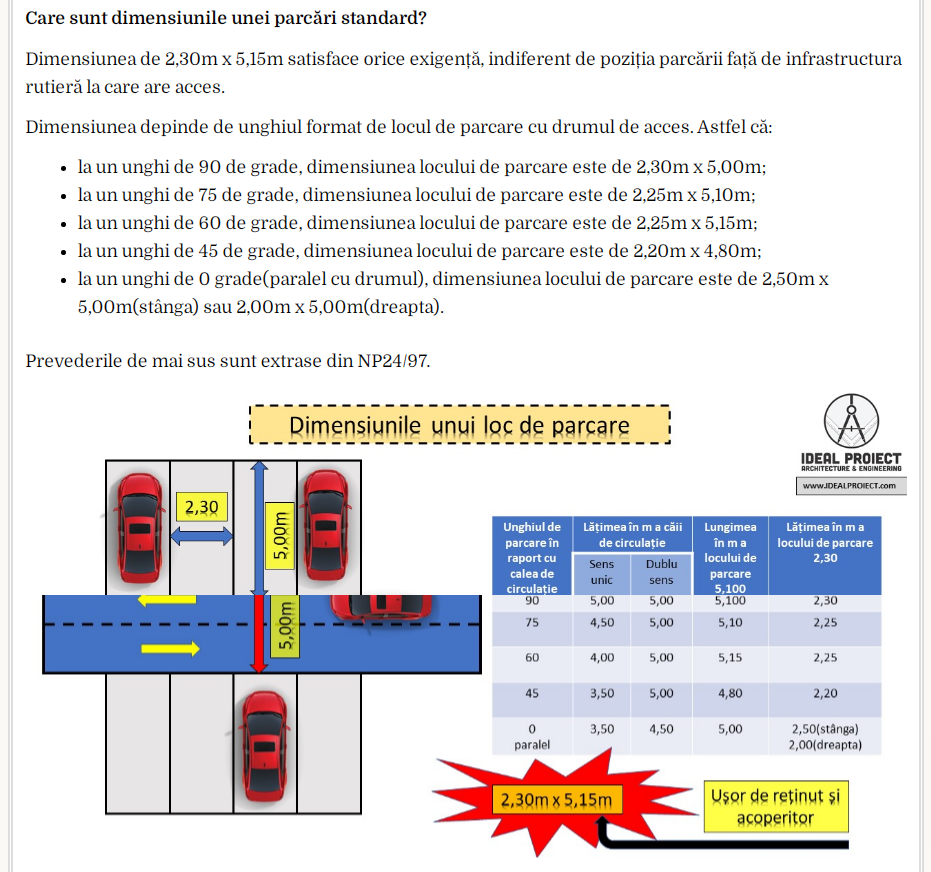 Care sunt dimensiunile unei parcări standard?
Dimensiunea de 2,30m x 5,15m satisface orice exigență, indiferent de poziția parcării față de infrastructura
rutieră la care are acces.
Dimensiunea depinde de unghiul format de locul de parcare cu drumul de acces. Astfel că:
• la un unghi de 90 de grade, dimensiunea locului de parcare este de 2,30m x 5,00m;
• la un unghi de 75 de grade, dimensiunea locului de parcare este de 2,25m x 5,10m;
• la un unghi de 60 de grade, dimensiunea locului de parcare este de 2,25m x 5,15m;
• la un unghi de 45 de grade, dimensiunea locului de parcare este de 2,20m x 4,80m;
• la un unghi de 0 grade(paralel cu drumul), dimensiunea locului de parcare este de 2,50m x
5,00m(stânga) sau 2,00m x 5,00m(dreapta).
Prevederile de mai sus sunt extrase din NP24/97.
Dimensiunile unui loc de parcare
IDEAL PROIECT
ARCHITECTURE & ENGINEERING
www.IDEALPROIECT.com
2,30
5,00m
5,00m
Unghiul de parcare în raport cu calea de circulație
Lățimea în m a căii de circulație
Lungimea în m a locului de parcare 5,100
Lățimea în m a locului de parcare 2,30
Sens unic
Dublu sens
90 5,00 5,00 5,100 2,30
75 4,50 5,00 5,10 2,25
60 4,00 5,00 5,15 2,25
45 3,50 5,00 4,80 2,20
0 paralel 3,50 4,50 5,00 2,50(stânga) 2,00(dreapta)
2,30m x 5,15m
Ușor de reținut și
acoperitor